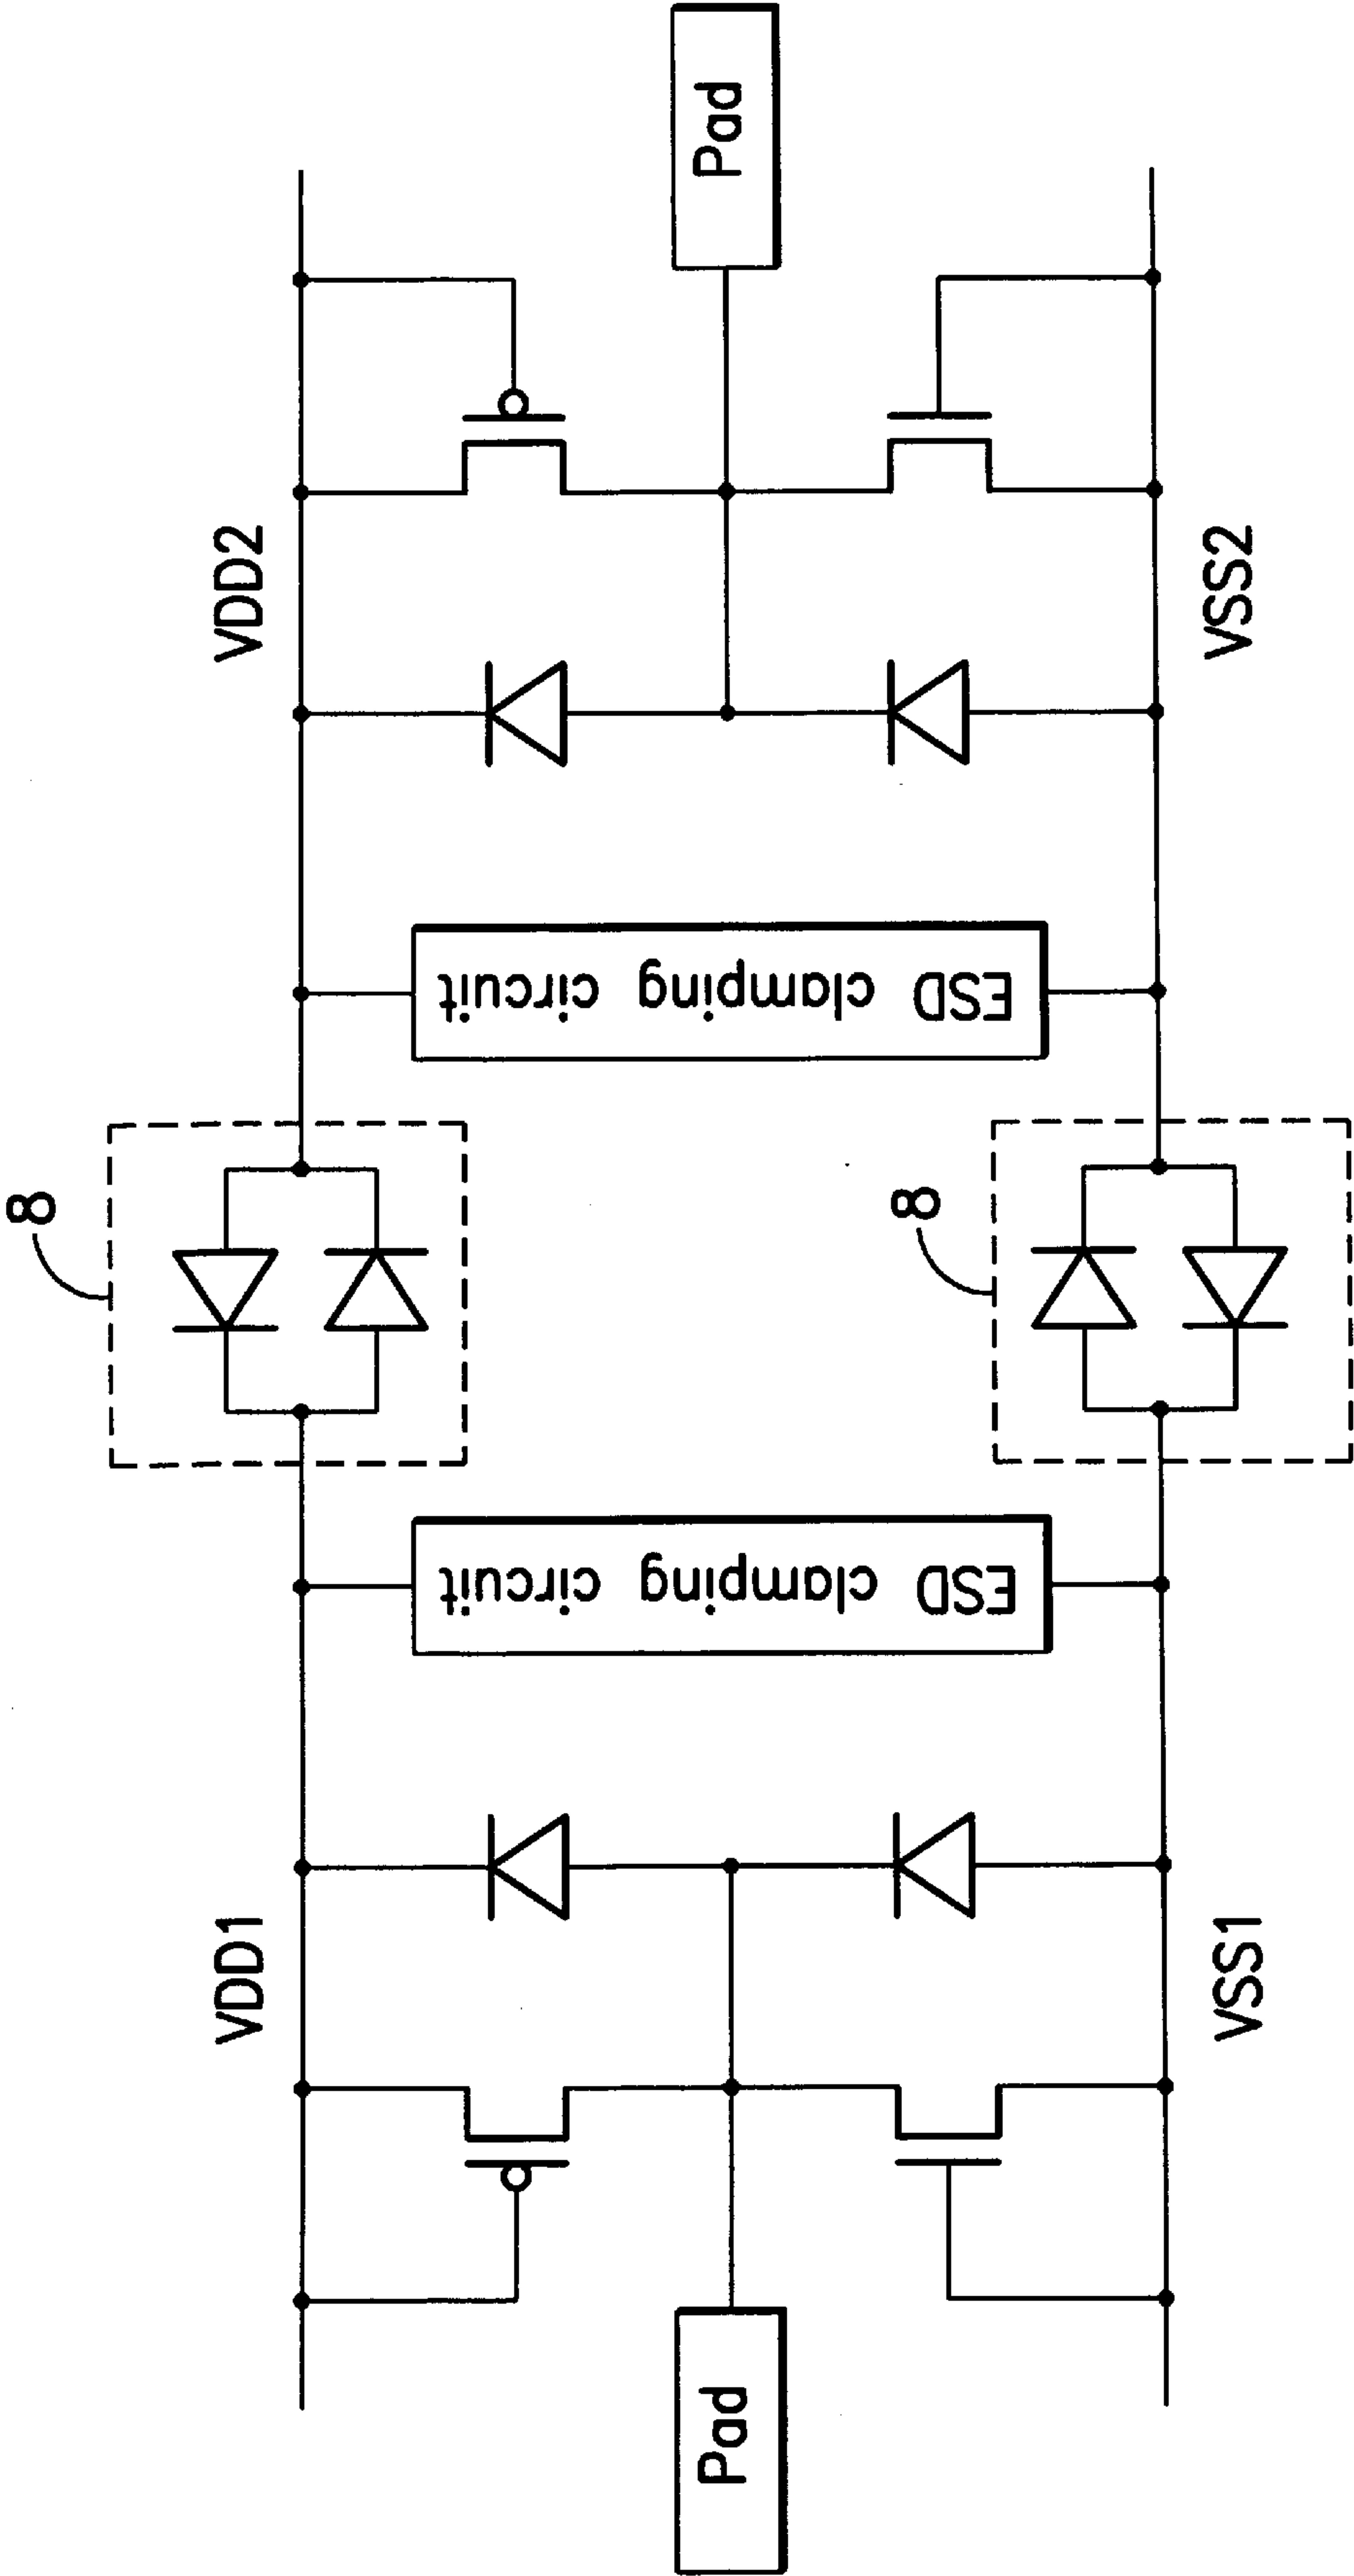 8
8
VDD1
VDD2
Pad
ESD clamping circuit
ESD clamping circuit
Pad
VSS1
VSS2